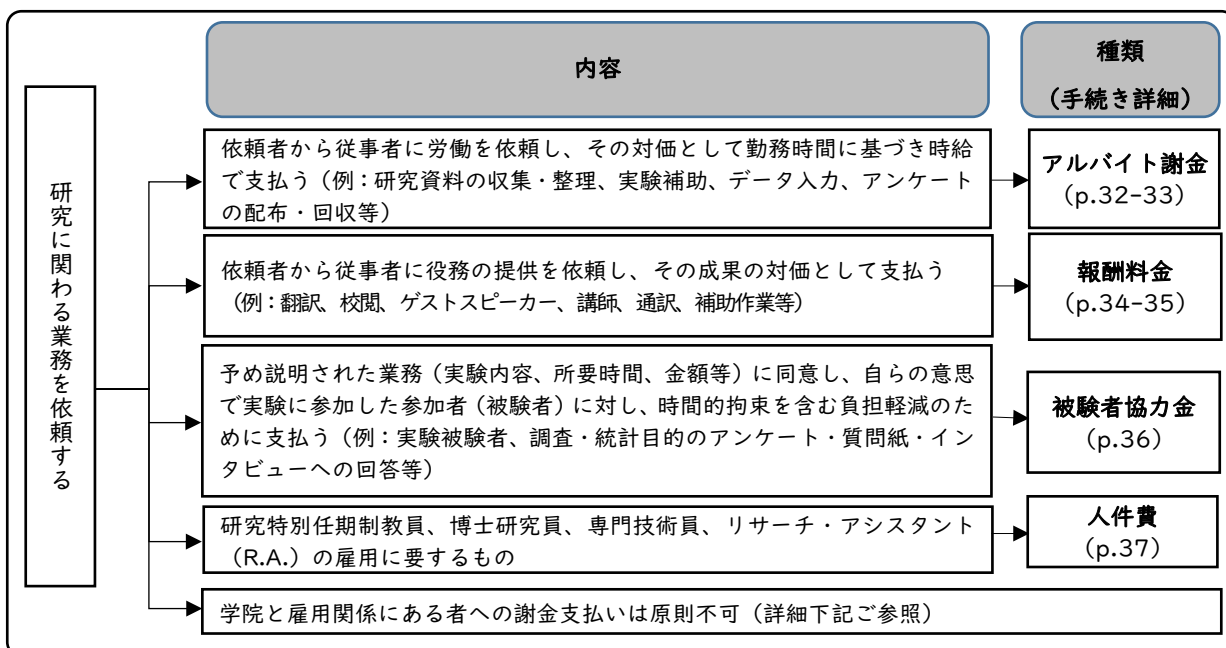 内容
種類
（手続き詳細）
研究に関わる業務を依頼する
依頼者から従事者に労働を依頼し、その対価として勤務時間に基づき時給
で支払う（例：研究資料の収集・整理、実験補助、データ入力、アンケート
の配布・回収等）
アルバイト謝金
（p.32-33）
依頼者から従事者に役務の提供を依頼し、その成果の対価として支払う
（例：翻訳、校閲、ゲストスピーカー、講師、通訳、補助作業等）
報酬料金
（p.34-35）
予め説明された業務（実験内容、所要時間、金額等）に同意し、自らの意思
で実験に参加した参加者（被験者）に対し、時間的拘束を含む負担軽減のた
めに支払う（例：実験被験者、調査・統計目的のアンケート・質問紙・イン
タビューへの回答等）
被験者協力金
（p.36）
研究特別任期制教員、博士研究員、専門技術員、リサーチ・アシスタント
（R.A.）の雇用に要するもの
人件費
（p.37）
学院と雇用関係にある者への謝金支払いは原則不可（詳細下記ご参照）